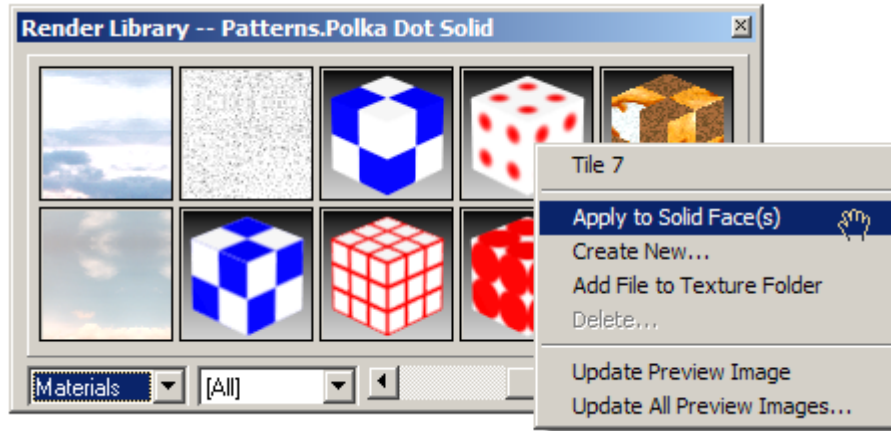 Render Library -- Patterns.Polka Dot Solid
Tile 7
Apply to Solid Face(s)
Create New...
Add File to Texture Folder
Delete...
Update Preview Image
Update All Preview Images...
Materials
[All]